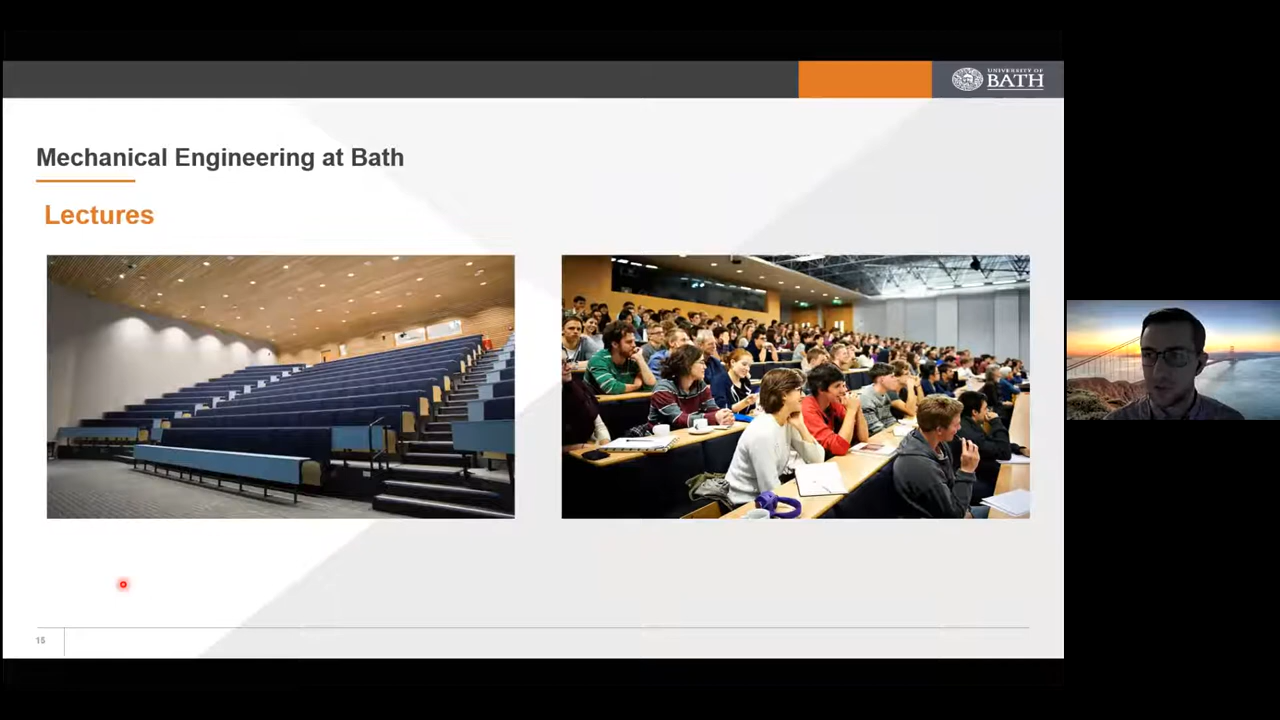 UNIVERSITY OF
BATH
Mechanical Engineering at Bath
Lectures
15